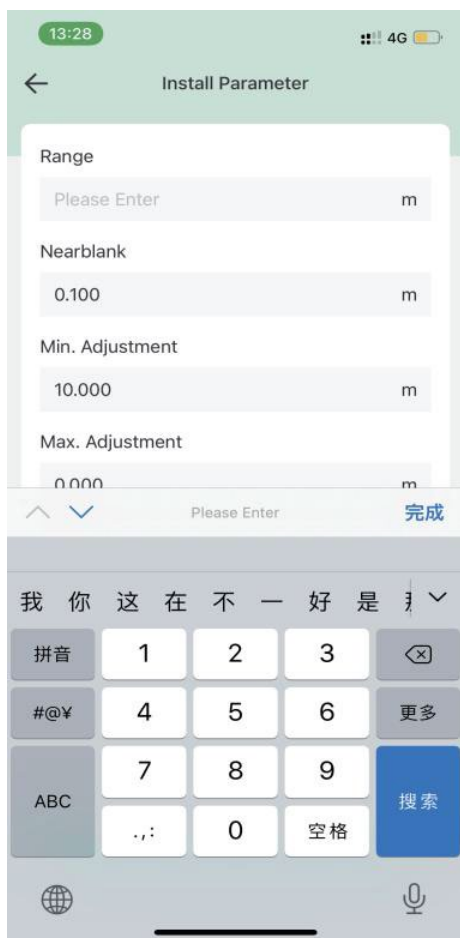 13:28
4G
Install Parameter
Range
Please Enter m
Nearblank
0.100 m
Min. Adjustment
10.000 m
Max. Adjustment
0.000 m
Please Enter 完成
我 你 这 在 不 一 好 是
拼音 1 2 3
#@¥ 4 5 6 更多
ABC 7 8 9 搜索
.,: 0 空格